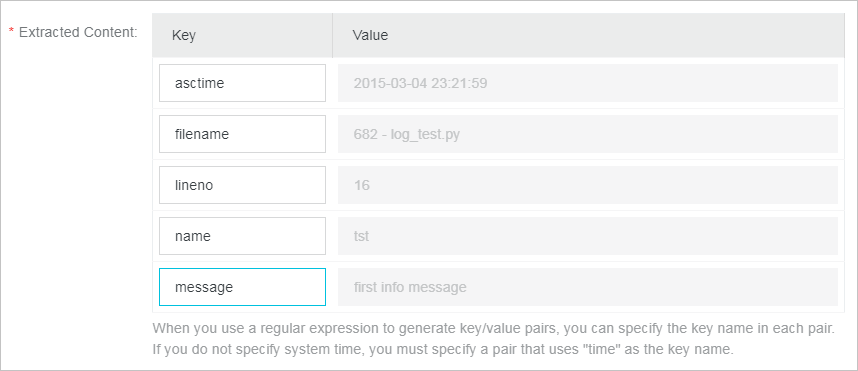 * Extracted Content:
Key Value
asctime 2015-03-04 23:21:59
filename 682 - log_test.py
lineno 16
name tst
message first info message
When you use a regular expression to generate key/value pairs, you can specify the key name in each pair.
If you do not specify system time, you must specify a pair that uses "time" as the key name.